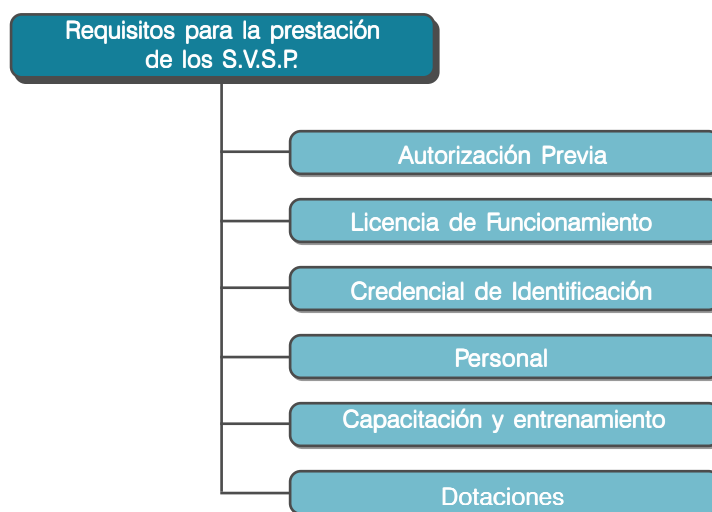 Requisitos para la prestación
de los S.V.S.P.
Autorización Previa
Licencia de Funcionamiento
Credencial de Identificación
Personal
Capacitación y entrenamiento
Dotaciones